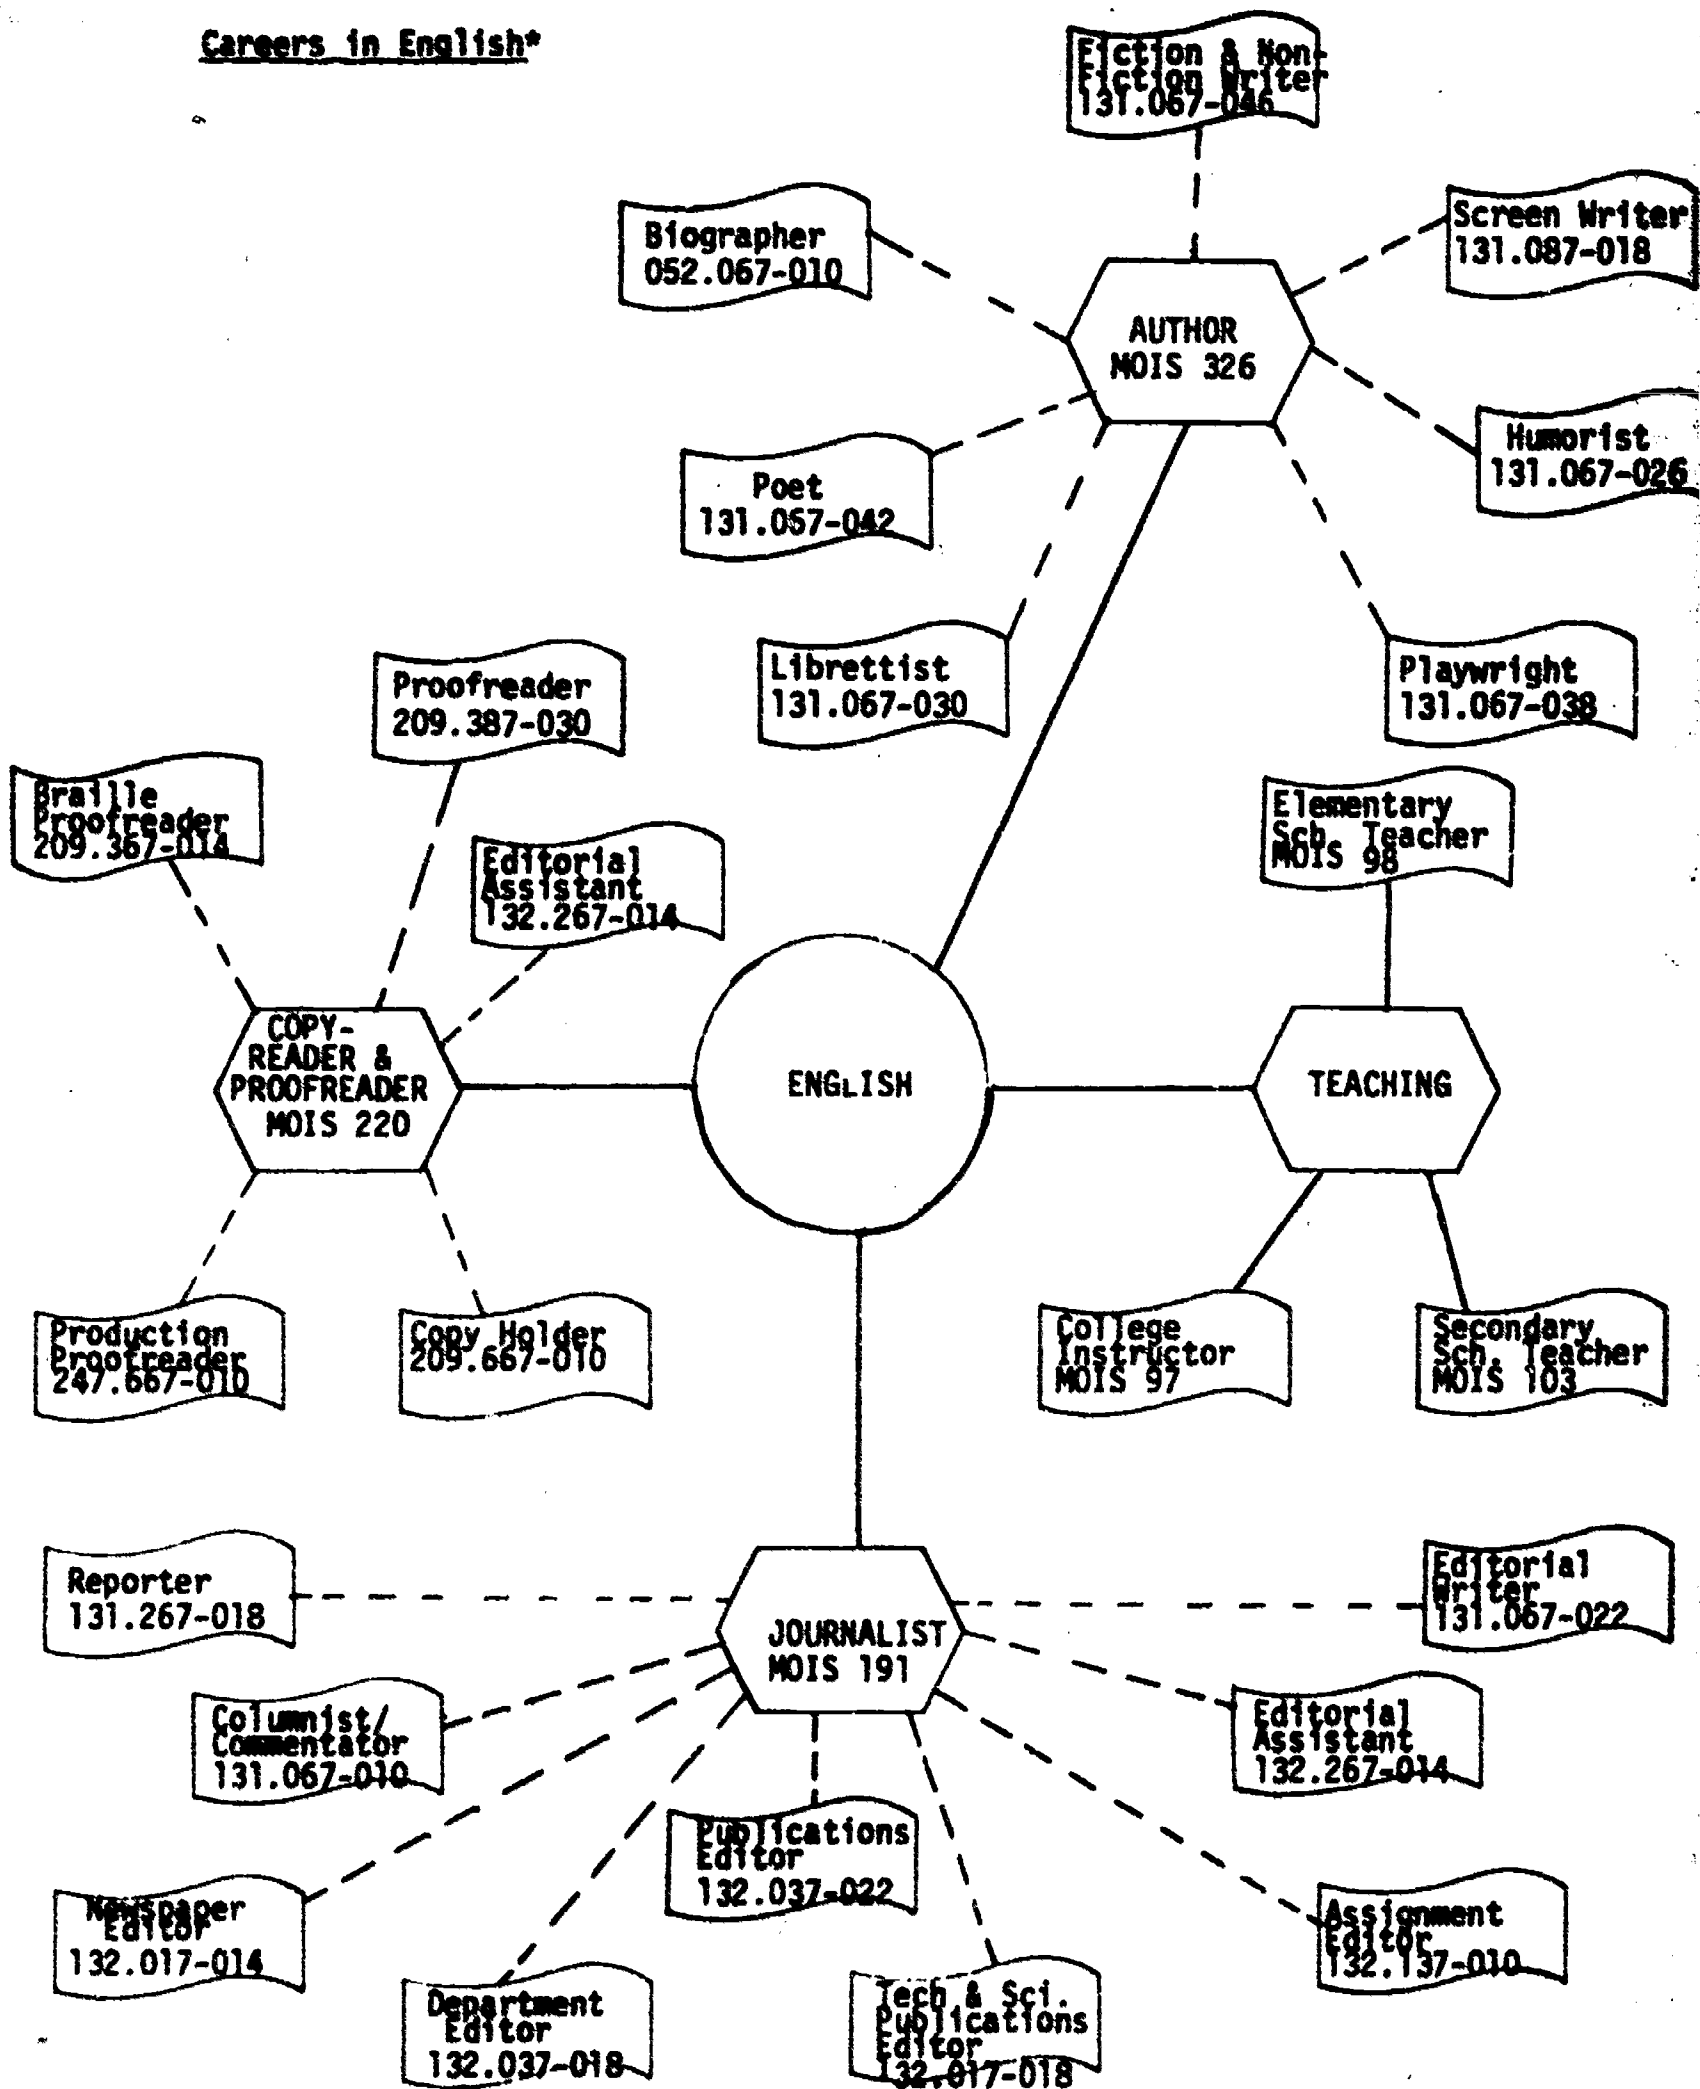 Careers in English*
Fiction & Non-
Fiction Writer
131.067-046
Biographer
052.067-010
Screen Writer
131.087-018
AUTHOR
MOIS 326
Humorist
131.067-026
Poet
131.067-042
Librettist
131.067-030
Playwright
131.067-038
Proofreader
209.387-030
Braille
Proofreader
209.367-014
Editorial
Assistant
132.267-014
Elementary
Sch. Teacher
MOIS 98
COPY-
READER &
PROOFREADER
MOIS 220
ENGLISH
TEACHING
Production
Proofreader
247.667-010
Copy Holder
209.667-010
College
Instructor
MOIS 97
Secondary
Sch. Teacher
MOIS 103
Reporter
131.267-018
JOURNALIST
MOIS 191
Editorial
Writer
131.067-022
Columnist/
Commentator
131.067-010
Editorial
Assistant
132.267-014
Publications
Editor
132.037-022
Newspaper
Editor
132.017-014
Assignment
Editor
132.137-010
Department
Editor
132.037-018
Tech & Sci.
Publications
Editor
132.017-018